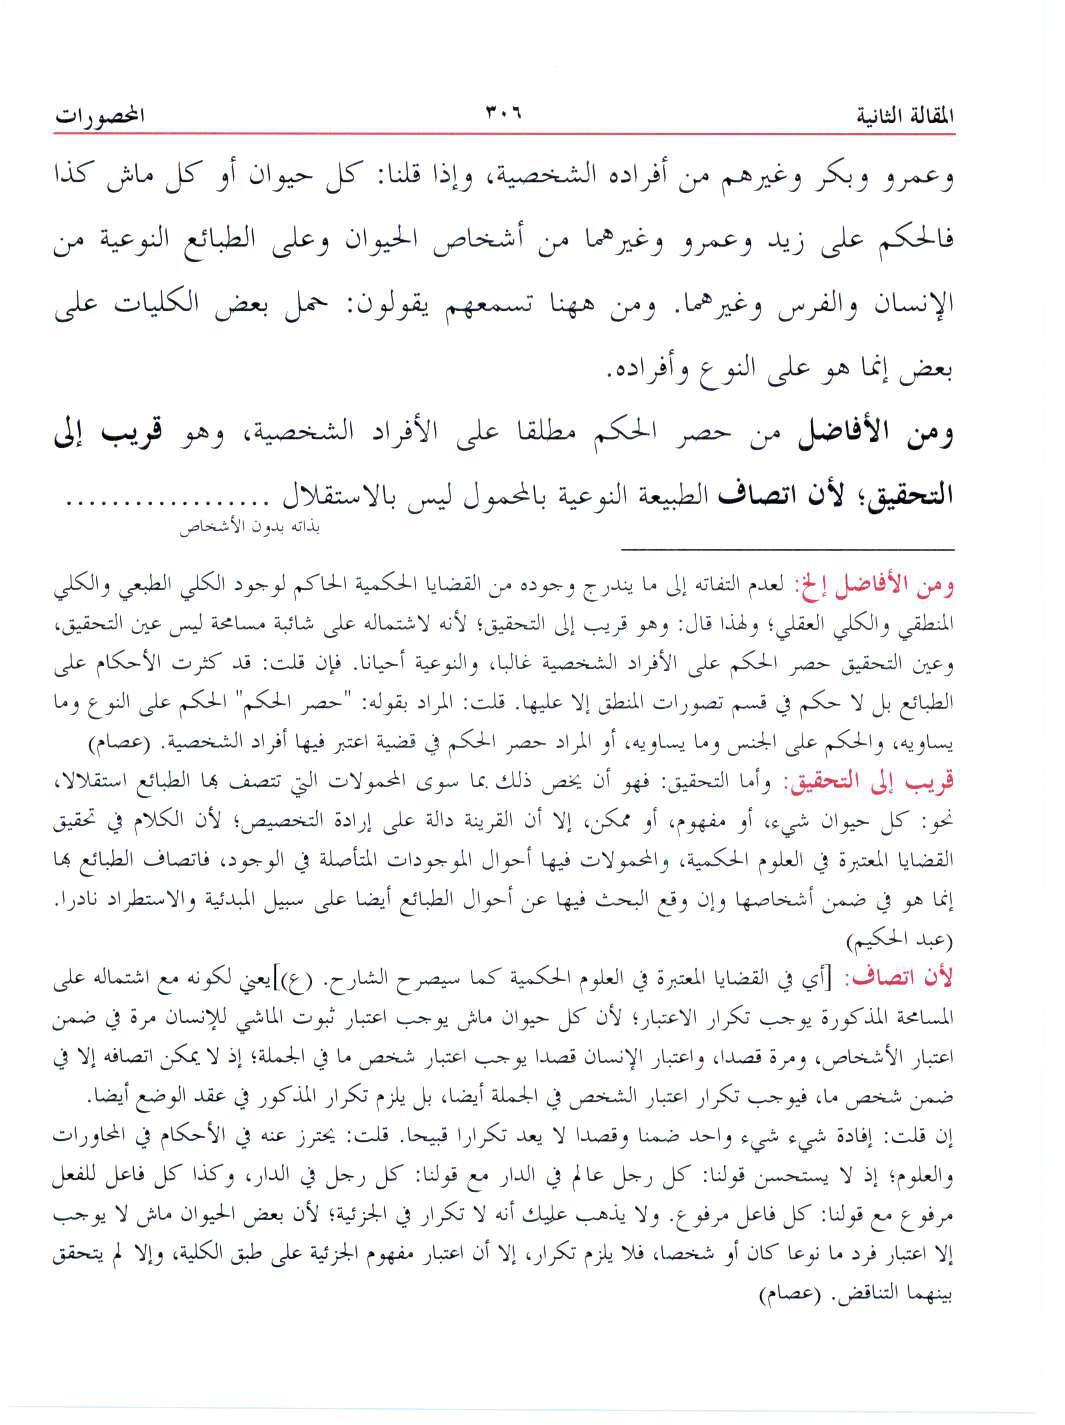 المقالة الثانية ٣٠٦ المحصورات
وعمرو وبكر وغيرهم من أفراده الشخصية، وإذا قلنا: كل حيوان أو كل ماش كذا
فالحكم على زيد وعمرو وغيرهما من أشخاص الحيوان وعلى الطبائع النوعية من
الإنسان والفرس وغيرهما. ومن ههنا تسمعهم يقولون: حمل بعض الكليات على
بعض إنما هو على النوع وأفراده.
ومن الأفاضل من حصر الحكم مطلقا على الأفراد الشخصية، وهو قريب إلى
التحقيق؛ لأن اتصاف الطبيعة النوعية بالمحمول ليس بالاستقلال ..................
بذاته بدون الأشخاص
ومن الأفاضل إلخ: لعدم التفاته إلى ما يندرج وجوده من القضايا الحكمية الحاكم لوجود الكلي الطبعي والكلي
المنطقي والكلي العقلي؛ ولهذا قال: وهو قريب إلى التحقيق؛ لأنه لاشتماله على شائبة مسامحة ليس عين التحقيق،
وعين التحقيق حصر الحكم على الأفراد الشخصية غالبا، والنوعية أحيانا. فإن قلت: قد كثرت الأحكام على
الطبائع بل لا حكم في قسم تصورات المنطق إلا عليها. قلت: المراد بقوله: "حصر الحكم" الحكم على النوع وما
يساويه، والحكم على الجنس وما يساويه، أو المراد حصر الحكم في قضية اعتبر فيها أفراد الشخصية. (عصام)
قريب إلى التحقيق: وأما التحقيق: فهو أن يخص ذلك بما سوى المحمولات التي تتصف بها الطبائع استقلالا،
نحو: كل حيوان شيء، أو مفهوم، أو ممكن، إلا أن القرينة دالة على إرادة التخصيص؛ لأن الكلام في تحقيق
القضايا المعتبرة في العلوم الحكمية، والمحمولات فيها أحوال الموجودات المتأصلة في الوجود، فاتصاف الطبائع بها
إنما هو في ضمن أشخاصها وإن وقع البحث فيها عن أحوال الطبائع أيضا على سبيل المبدئية والاستطراد نادرا.
(عبد الحكيم)
لأن اتصاف: [أي في القضايا المعتبرة في العلوم الحكمية كما سيصرح الشارح. (ع)]يعني لكونه مع اشتماله على
المسامحة المذكورة يوجب تكرار الاعتبار؛ لأن كل حيوان ماش يوجب اعتبار ثبوت الماشي للإنسان مرة في ضمن
اعتبار الأشخاص، ومرة قصدا، واعتبار الإنسان قصدا يوجب اعتبار شخص ما في الجملة؛ إذ لا يمكن اتصافه إلا في
ضمن شخص ما، فيوجب تكرار اعتبار الشخص في الجملة أيضا، بل يلزم تكرار المذكور في عقد الوضع أيضا.
إن قلت: إفادة شيء شيء واحد ضمنا وقصدا لا يعد تكرارا قبيحا. قلت: يحترز عنه في الأحكام في المحاورات
والعلوم؛ إذ لا يستحسن قولنا: كل رجل عالم في الدار مع قولنا: كل رجل في الدار، وكذا كل فاعل للفعل
مرفوع مع قولنا: كل فاعل مرفوع. ولا يذهب عليك أنه لا تكرار في الجزئية؛ لأن بعض الحيوان ماش لا يوجب
إلا اعتبار فرد ما نوعا كان أو شخصا، فلا يلزم تكرار، إلا أن اعتبار مفهوم الجزئية على طبق الكلية، وإلا لم يتحقق
بينهما التناقض. (عصام)